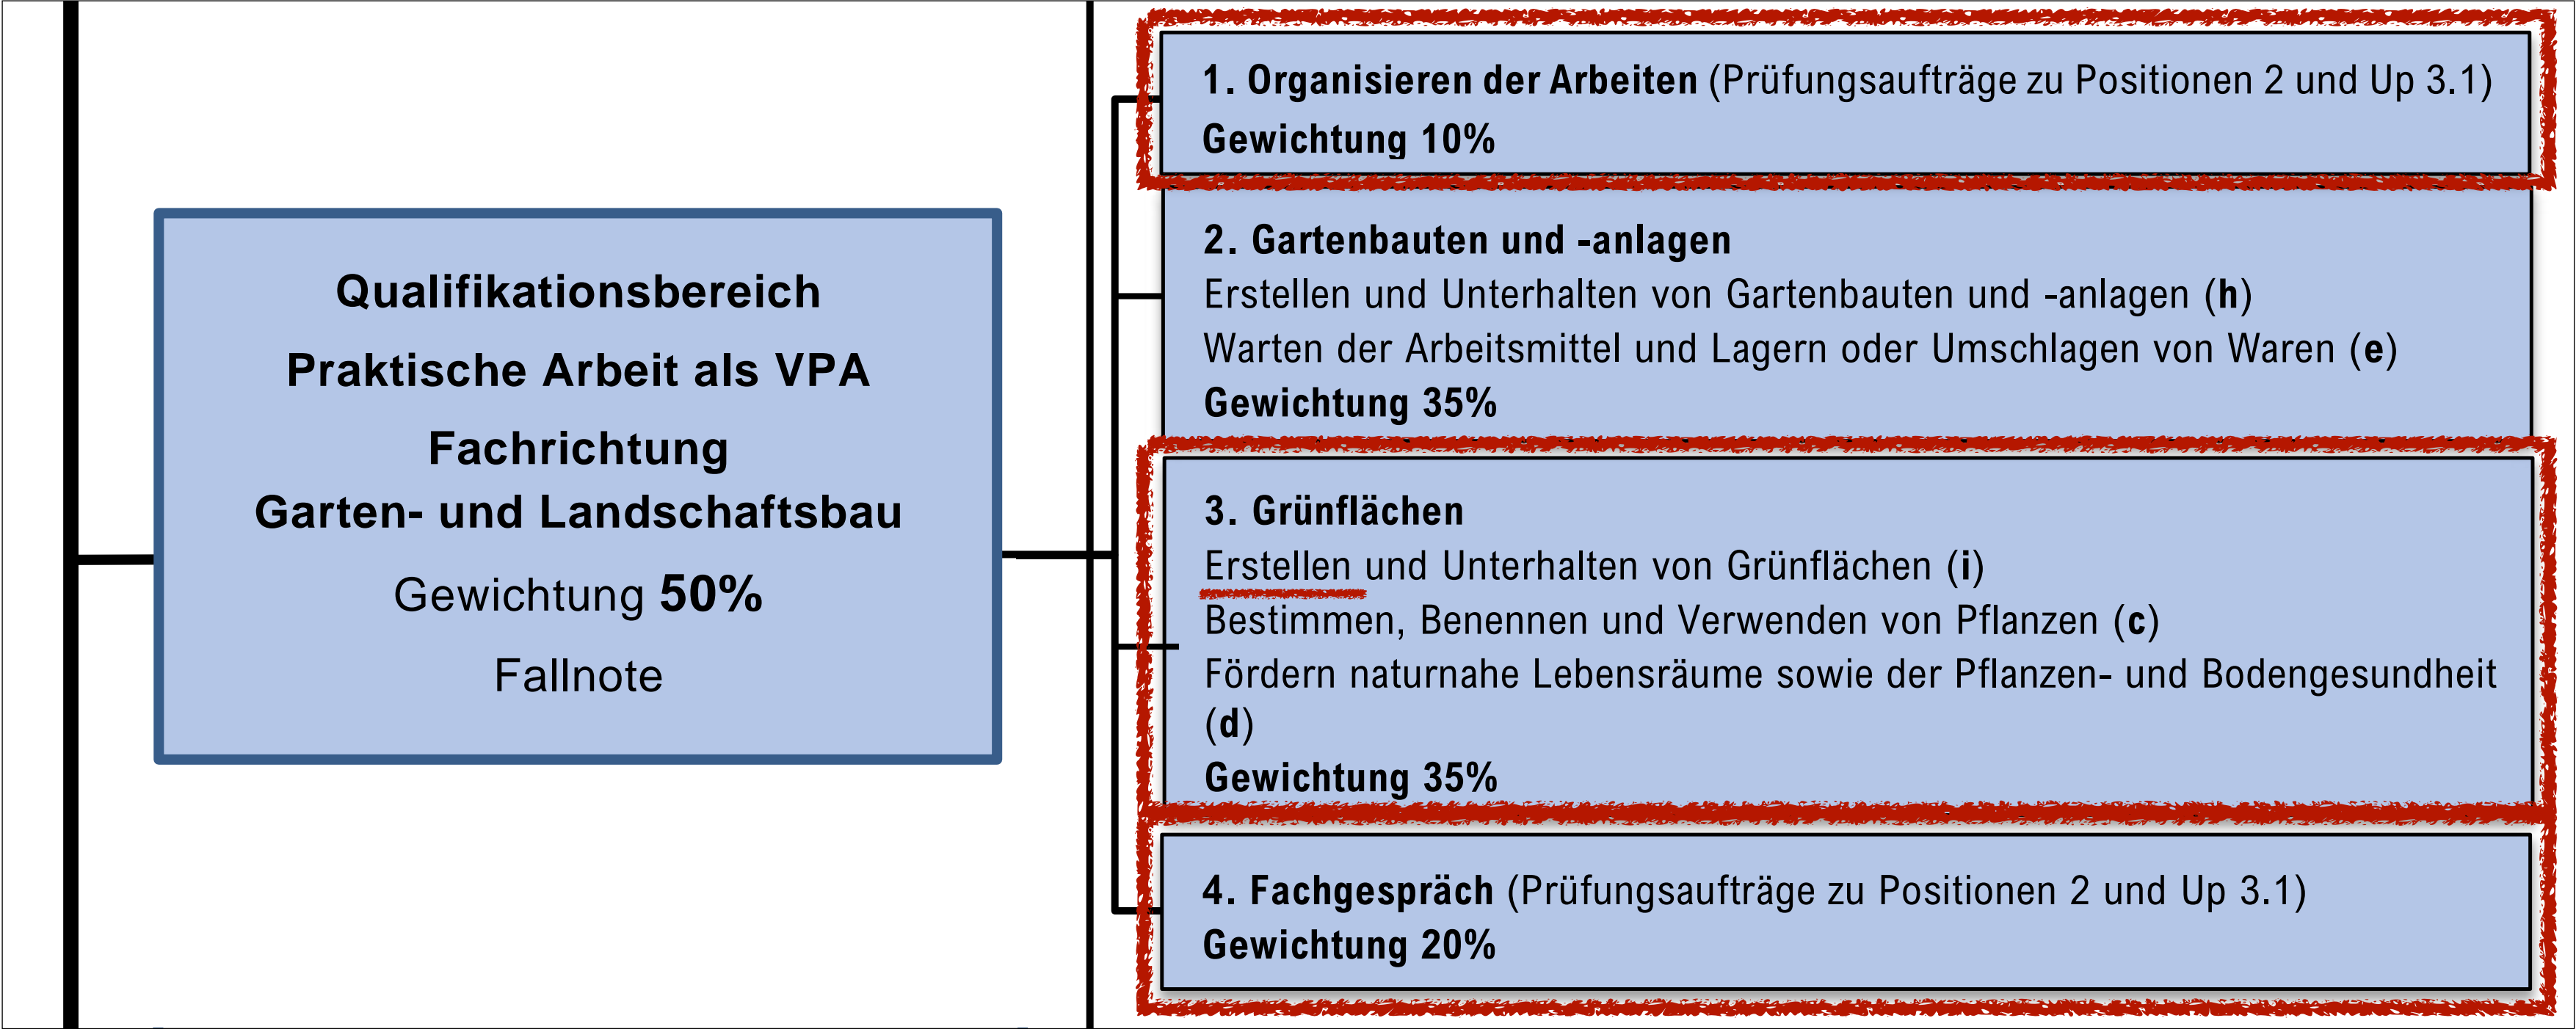 Qualifikationsbereich
Praktische Arbeit als VPA
Fachrichtung
Garten- und Landschaftsbau
Gewichtung 50%
Fallnote
1. Organisieren der Arbeiten (Prüfungsaufträge zu Positionen 2 und Up 3.1)
Gewichtung 10%
2. Gartenbauten und -anlagen
Erstellen und Unterhalten von Gartenbauten und -anlagen (h)
Warten der Arbeitsmittel und Lagern oder Umschlagen von Waren (e)
Gewichtung 35%
3. Grünflächen
Erstellen und Unterhalten von Grünflächen (i)
Bestimmen, Benennen und Verwenden von Pflanzen (c)
Fördern naturnahe Lebensräume sowie der Pflanzen- und Bodengesundheit
(d)
Gewichtung 35%
4. Fachgespräch (Prüfungsaufträge zu Positionen 2 und Up 3.1)
Gewichtung 20%